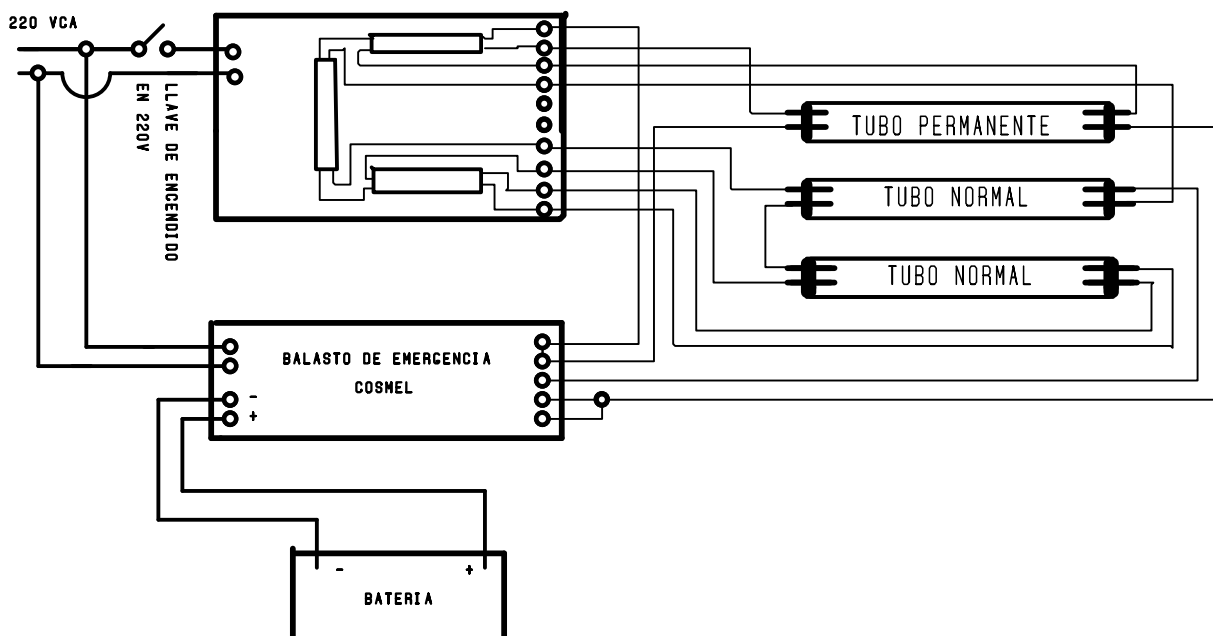 220 VCA
LLAVE DE ENCENDIDO
EN 220V
TUBO PERMANENTE
TUBO NORMAL
TUBO NORMAL
BALASTO DE EMERGENCIA
COSMEL
-
+
- +
BATERIA